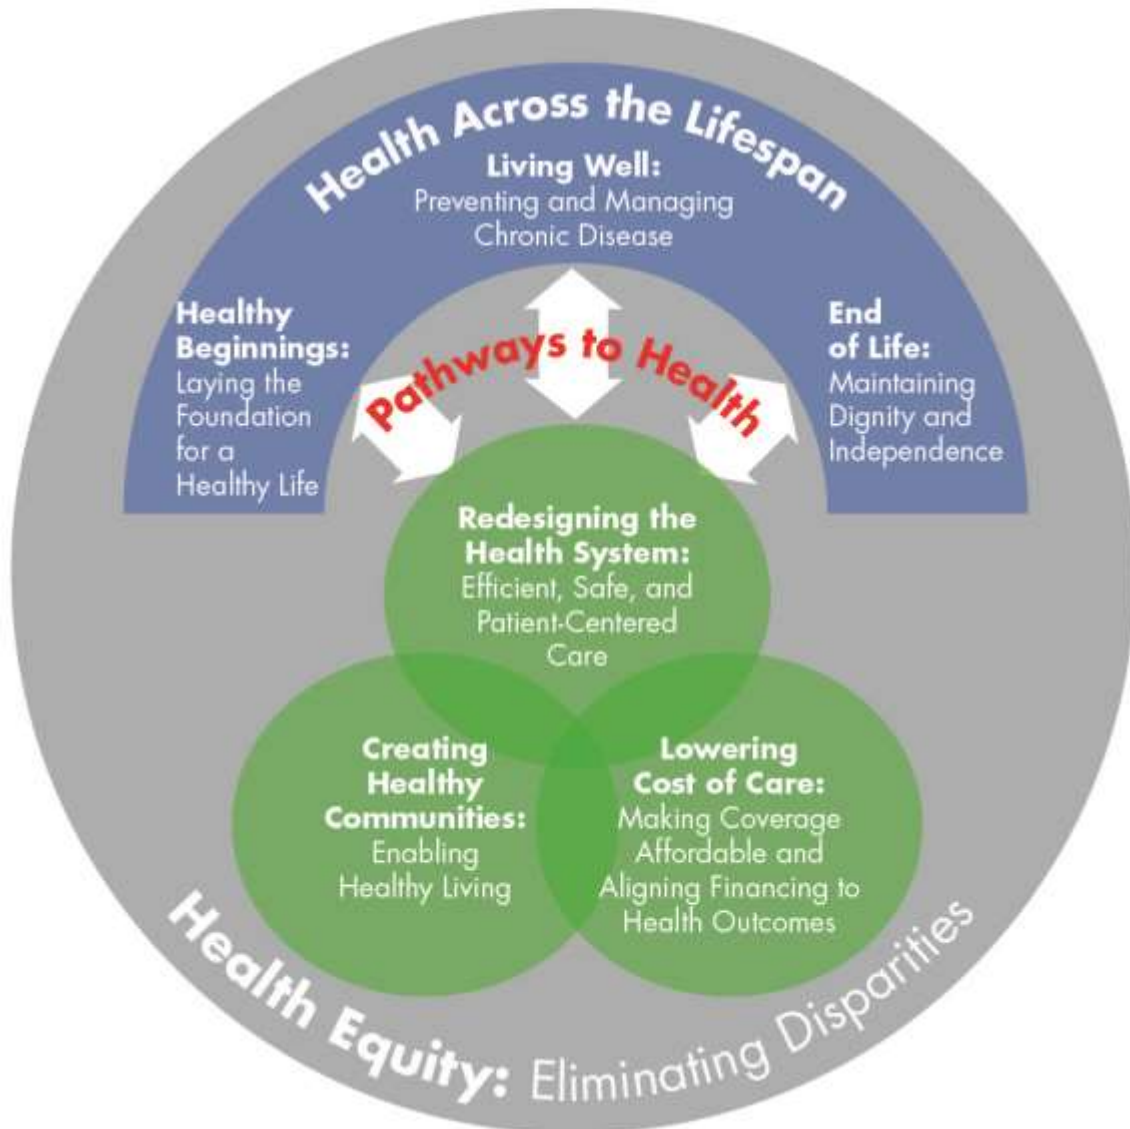 Health Across the Lifespan
Living Well:
Preventing and Managing
Chronic Disease
Healthy
Beginnings:
Laying the
Foundation
for a
Healthy Life
End
of Life:
Maintaining
Dignity and
Independence
Pathways to Health
Redesigning the
Health System:
Efficient, Safe, and
Patient-Centered
Care
Creating
Healthy
Communities:
Enabling
Healthy Living
Lowering
Cost of Care:
Making Coverage
Affordable and
Aligning Financing to
Health Outcomes
Health Equity: Eliminating Disparities